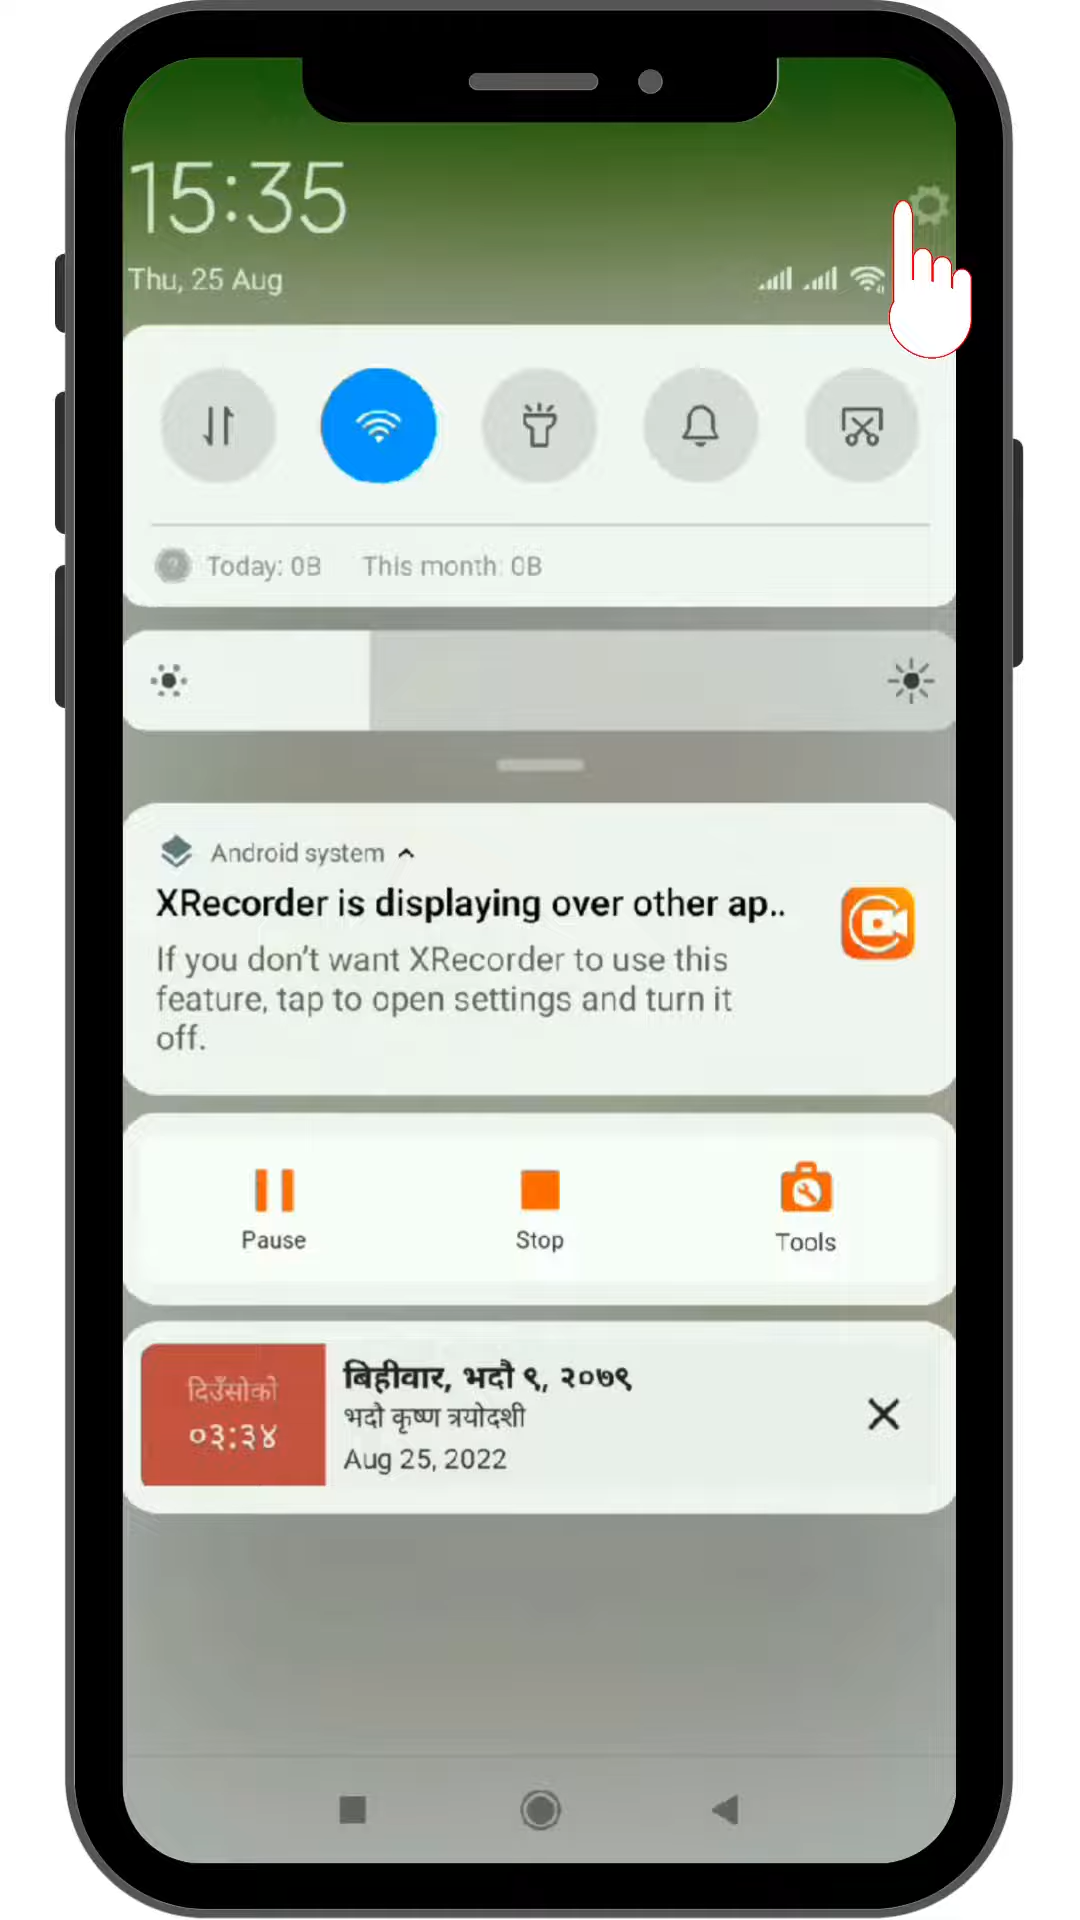 15:35
Thu, 25 Aug
Today: 0B This month: 0B
Android system
XRecorder is displaying over other ap..
If you don't want XRecorder to use this
feature, tap to open settings and turn it
off.
Pause Stop Tools
दिउँसोको
०३:३४
बिहीवार, भदौ ९, २०७९
भदौ कृष्ण त्रयोदशी
Aug 25, 2022